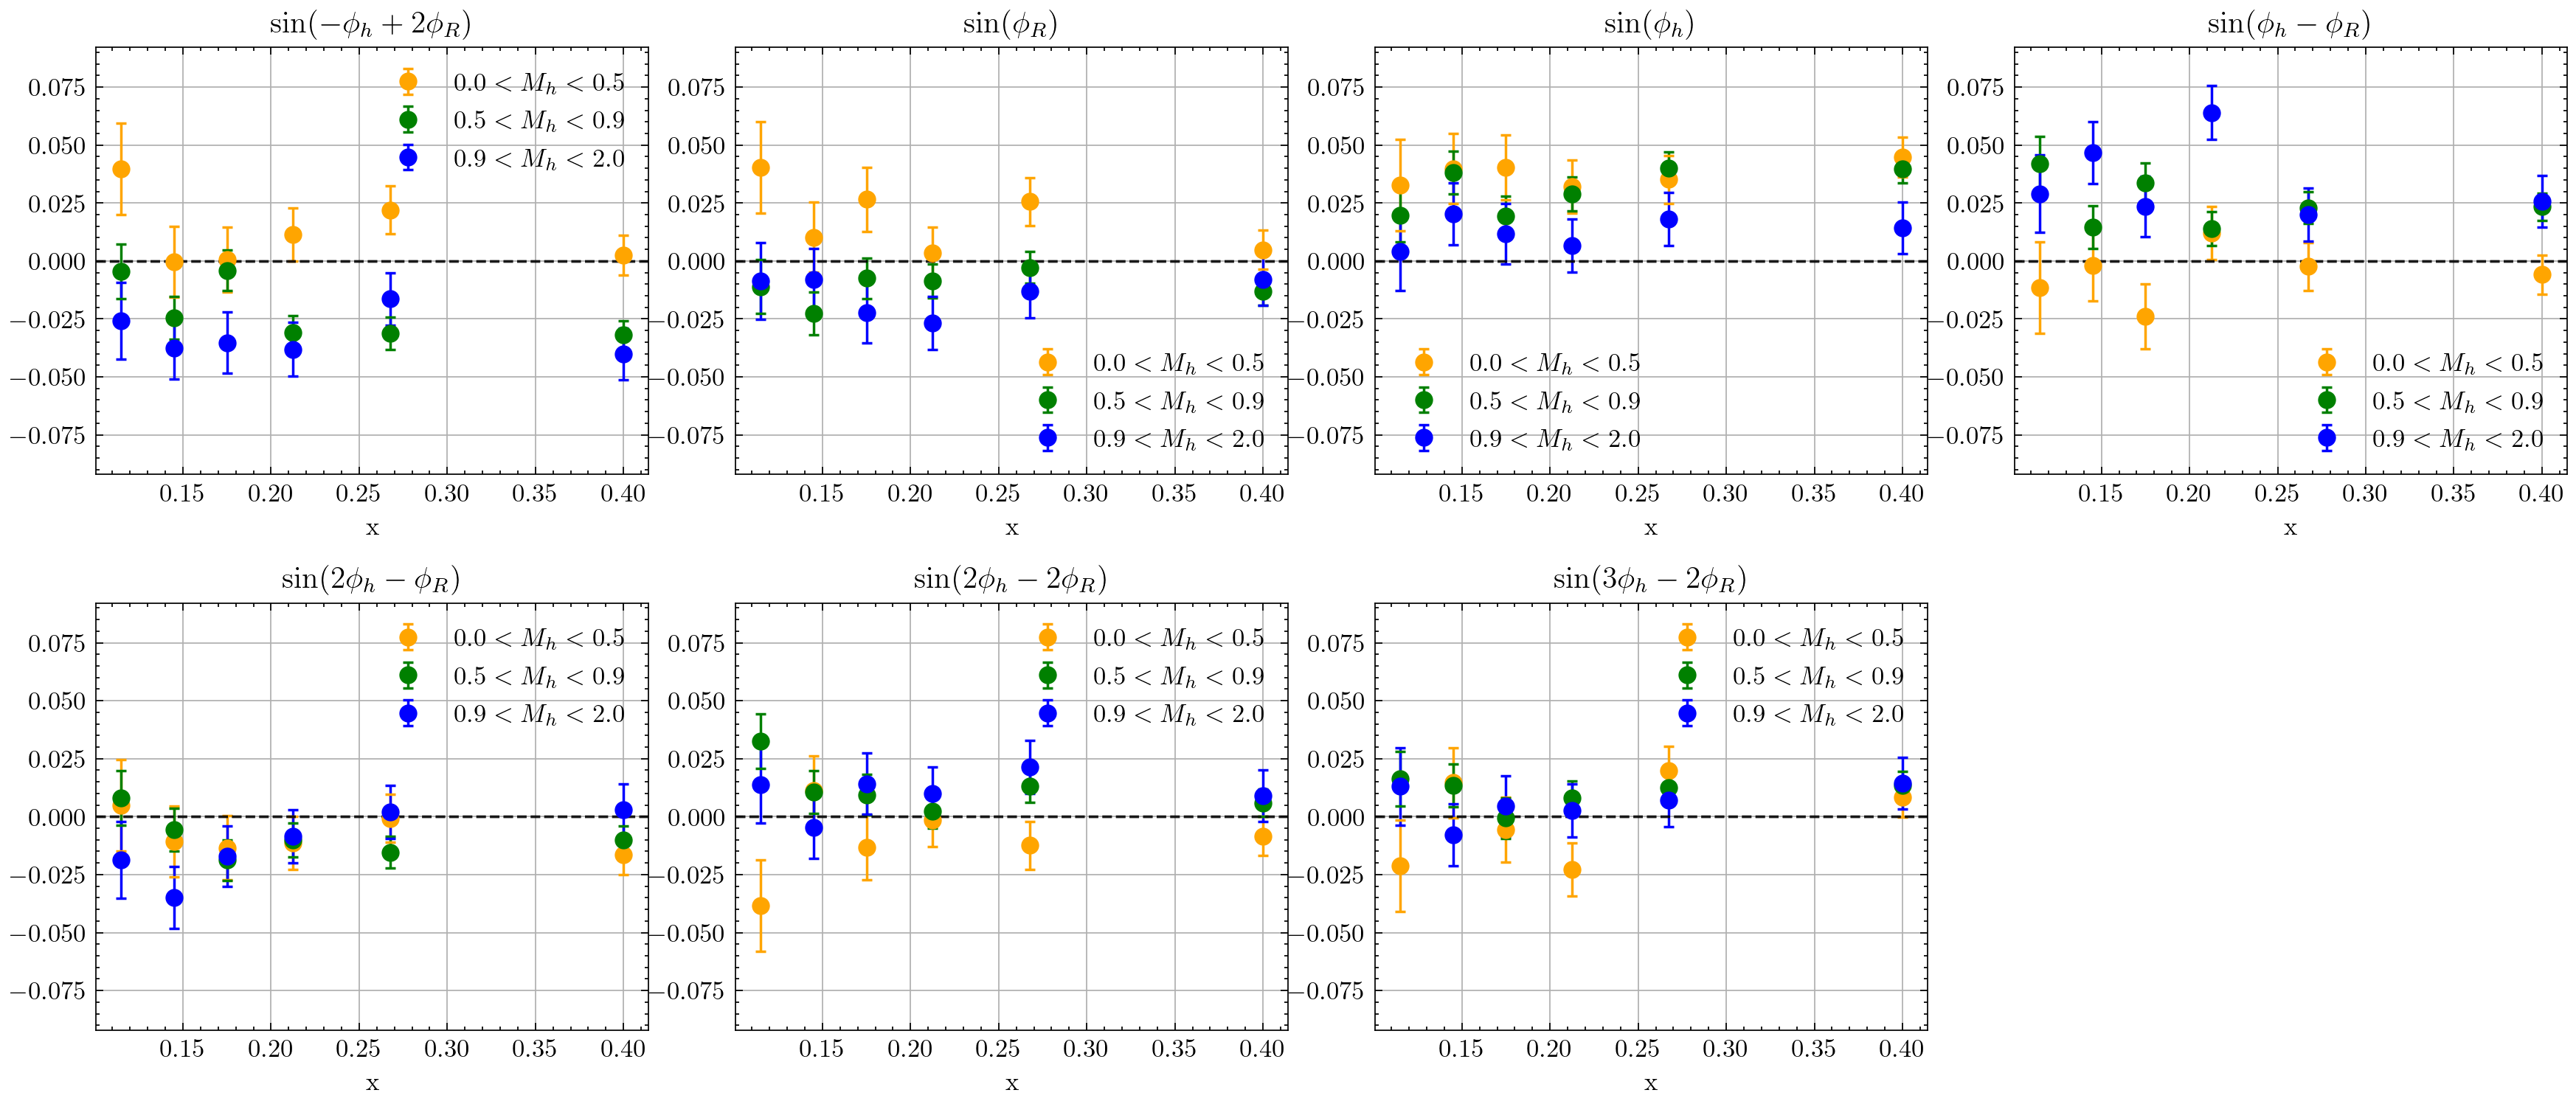 sin(−ϕ_h + 2ϕ_R)
0.075
0.050
0.025
0.000
−0.025
−0.050
−0.075
0.0 < M_h < 0.5
0.5 < M_h < 0.9
0.9 < M_h < 2.0
0.15 0.20 0.25 0.30 0.35 0.40
x
sin(ϕ_R)
0.075
0.050
0.025
0.000
−0.025
−0.050
−0.075
0.0 < M_h < 0.5
0.5 < M_h < 0.9
0.9 < M_h < 2.0
0.15 0.20 0.25 0.30 0.35 0.40
x
sin(ϕ_h)
0.075
0.050
0.025
0.000
−0.025
−0.050
−0.075
0.0 < M_h < 0.5
0.5 < M_h < 0.9
0.9 < M_h < 2.0
0.15 0.20 0.25 0.30 0.35 0.40
x
sin(ϕ_h − ϕ_R)
0.075
0.050
0.025
0.000
−0.025
−0.050
−0.075
0.0 < M_h < 0.5
0.5 < M_h < 0.9
0.9 < M_h < 2.0
0.15 0.20 0.25 0.30 0.35 0.40
x
sin(2ϕ_h − ϕ_R)
0.075
0.050
0.025
0.000
−0.025
−0.050
−0.075
0.0 < M_h < 0.5
0.5 < M_h < 0.9
0.9 < M_h < 2.0
0.15 0.20 0.25 0.30 0.35 0.40
x
sin(2ϕ_h − 2ϕ_R)
0.075
0.050
0.025
0.000
−0.025
−0.050
−0.075
0.0 < M_h < 0.5
0.5 < M_h < 0.9
0.9 < M_h < 2.0
0.15 0.20 0.25 0.30 0.35 0.40
x
sin(3ϕ_h − 2ϕ_R)
0.075
0.050
0.025
0.000
−0.025
−0.050
−0.075
0.0 < M_h < 0.5
0.5 < M_h < 0.9
0.9 < M_h < 2.0
0.15 0.20 0.25 0.30 0.35 0.40
x